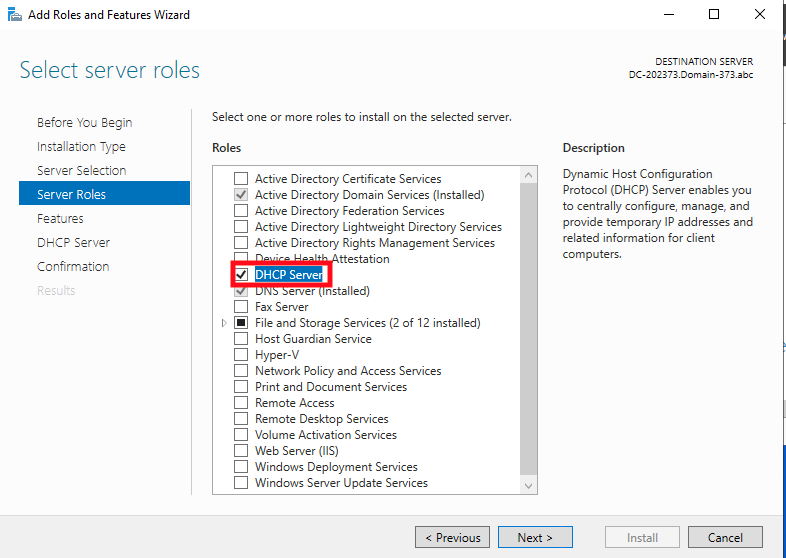 Add Roles and Features Wizard
Select server roles
DESTINATION SERVER
DC-202373.Domain-373.abc
Before You Begin
Installation Type
Server Selection
Server Roles
Features
DHCP Server
Confirmation
Results
Select one or more roles to install on the selected server.
Roles
Active Directory Certificate Services
Active Directory Domain Services (Installed)
Active Directory Federation Services
Active Directory Lightweight Directory Services
Active Directory Rights Management Services
Device Health Attestation
DHCP Server
DNS Server (Installed)
Fax Server
File and Storage Services (2 of 12 installed)
Host Guardian Service
Hyper-V
Network Policy and Access Services
Print and Document Services
Remote Access
Remote Desktop Services
Volume Activation Services
Web Server (IIS)
Windows Deployment Services
Windows Server Update Services
Description
Dynamic Host Configuration
Protocol (DHCP) Server enables you
to centrally configure, manage, and
provide temporary IP addresses and
related information for client
computers.
< Previous
Next >
Install
Cancel